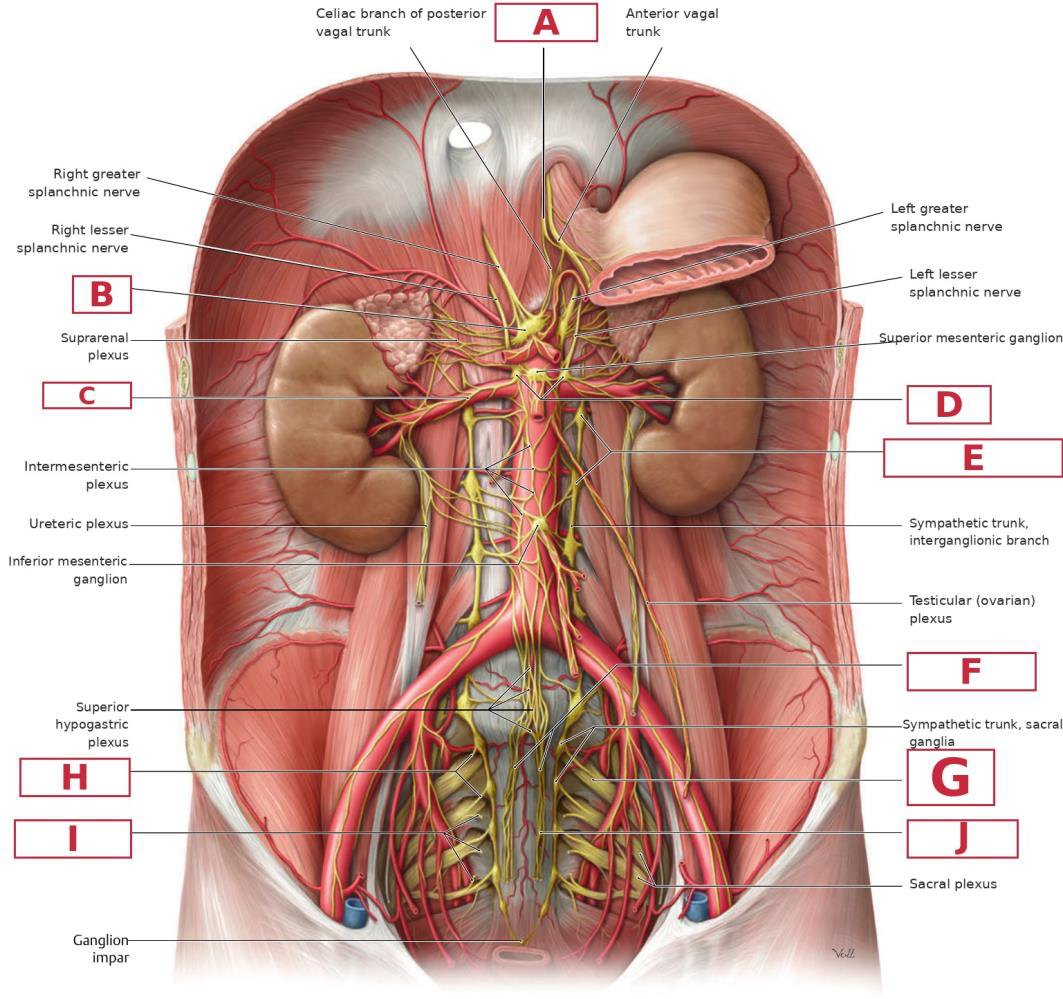 Celiac branch of posterior
vagal trunk
A
Anterior vagal
trunk
Right greater
splanchnic nerve
Right lesser
splanchnic nerve
B
Suprarenal
plexus
C
Intermesenteric
plexus
Ureteric plexus
Inferior mesenteric
ganglion
Superior
hypogastric
plexus
H
I
Ganglion
impar
Left greater
splanchnic nerve
Left lesser
splanchnic nerve
Superior mesenteric ganglion
D
E
Sympathetic trunk,
interganglionic branch
Testicular (ovarian)
plexus
F
Sympathetic trunk, sacral
ganglia
G
J
Sacral plexus
Voll